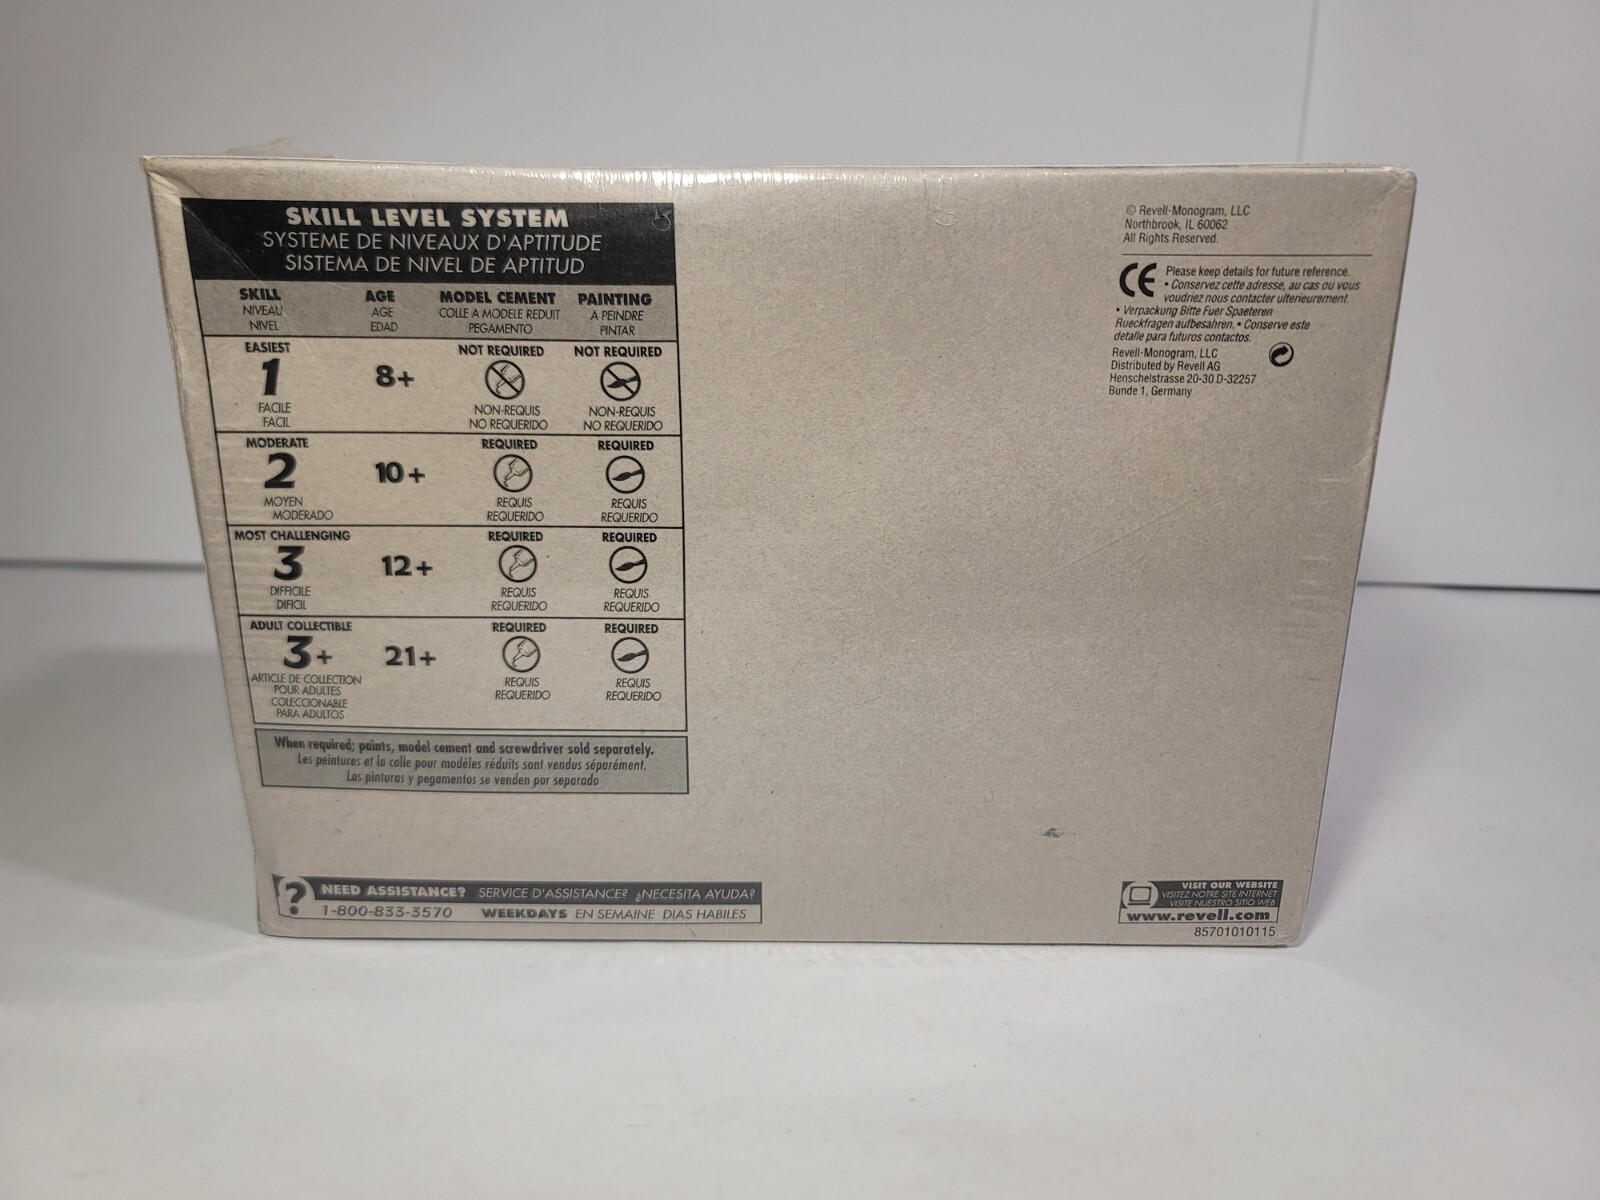 SKILL LEVEL SYSTEM
SYSTEME DE NIVEAUX D'APTITUDE
SISTEMA DE NIVEL DE APTITUD
SKILL AGE MODEL CEMENT PAINTING
NIVEAU AGE COLLE A MODELE REDUIT A PEINDRE
NIVEL EDAD PEGAMENTO PINTAR
EASIEST NOT REQUIRED NOT REQUIRED
1 8+
FACILE NON-REQUIS NON-REQUIS
FACIL NO REQUERIDO NO REQUERIDO
MODERATE REQUIRED REQUIRED
2 10+
MOYEN REQUIS REQUIS
MODERADO REQUERIDO REQUERIDO
MOST CHALLENGING REQUIRED REQUIRED
3 12+
DIFFICILE REQUIS REQUIS
DIFICIL REQUERIDO REQUERIDO
ADULT COLLECTIBLE REQUIRED REQUIRED
3+ 21+
ARTICLE DE COLLECTION REQUIS REQUIS
POUR ADULTES REQUERIDO REQUERIDO
COLECCIONABLE
PARA ADULTOS
When required; paints, model cement and screwdriver sold separately.
Les peintures et la colle pour modèles réduits sont vendus séparément.
Las pinturas y pegamentos se venden por separado
? NEED ASSISTANCE? SERVICE D'ASSISTANCE? ¿NECESITA AYUDA?
1-800-833-3570 WEEKDAYS EN SEMAINE DIAS HABILES
© Revell-Monogram, LLC
Northbrook, IL 60062
All Rights Reserved.
CE Please keep details for future reference.
• Conservez cette adresse, au cas ou vous
voudriez nous contacter ulterieurement.
• Verpackung Bitte Fuer Spaeteren
Rueckfragen aufbesahren. • Conserve este
detalle para futuros contactos.
Revell-Monogram, LLC
Distributed by Revell AG
Henschelstrasse 20-30 D-32257
Bunde 1, Germany
VISIT OUR WEBSITE
VISITEZ NOTRE SITE INTERNET
VISITE NUESTRO SITIO WEB
www.revell.com
85701010115